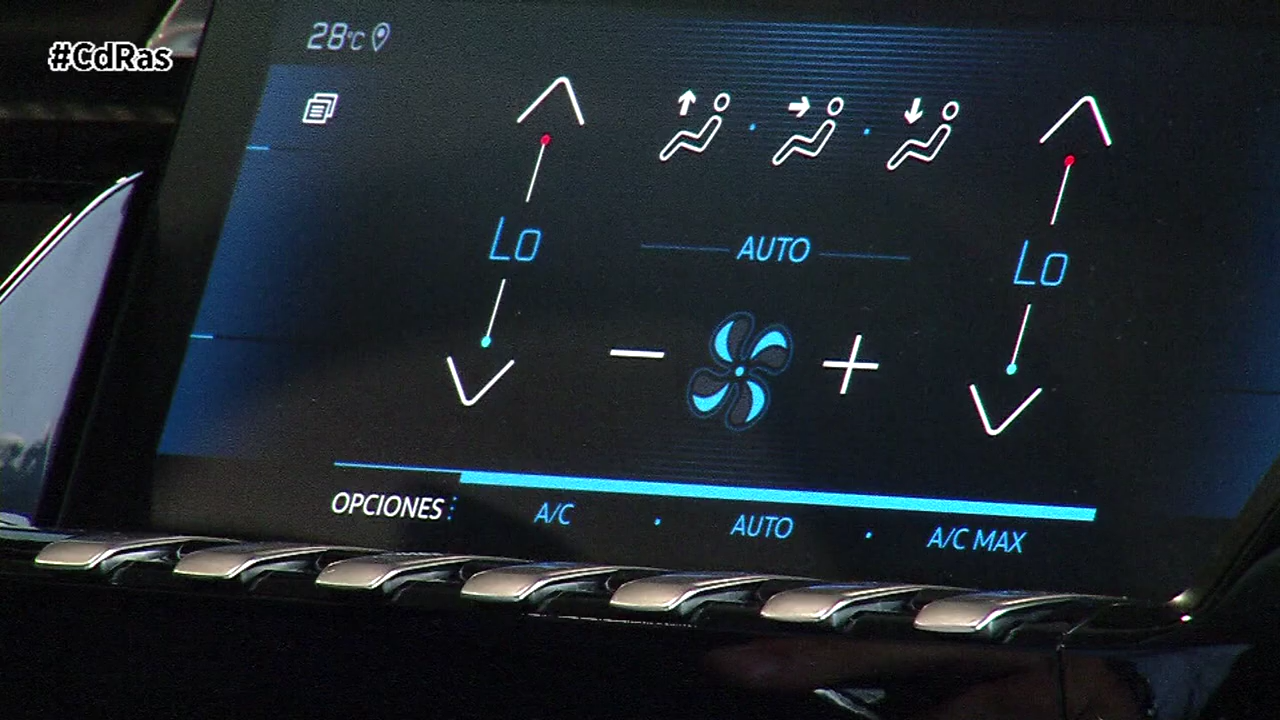 #CdRas
28°C
Lo
AUTO
Lo
OPCIONES
A/C
AUTO
A/C MAX